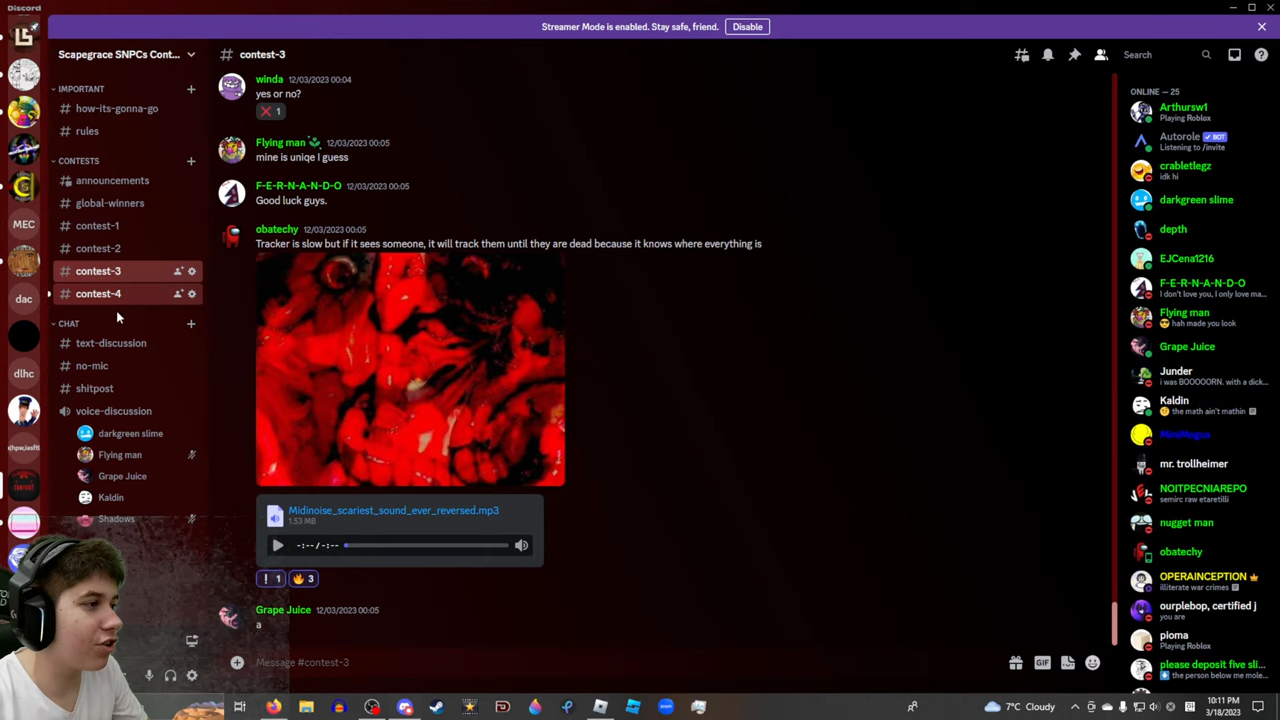 Discord
Streamer Mode is enabled. Stay safe, friend.
Disable
Scapegrace SNPCs Cont...
contest-3
Search
IMPORTANT
how-its-gonna-go
rules
CONTESTS
announcements
global-winners
contest-1
contest-2
contest-3
contest-4
CHAT
text-discussion
no-mic
shitpost
voice-discussion
darkgreen slime
Flying man
Grape Juice
Kaldin
Shadows
LS
MEC
dac
dlhc
winda 12/03/2023 00:04
yes or no?
1
Flying man 12/03/2023 00:05
mine is uniqe I guess
F-E-R-N-A-N-D-O 12/03/2023 00:05
Good luck guys.
obatechy 12/03/2023 00:05
Tracker is slow but if it sees someone, it will track them until they are dead because it knows where everything is
Midinoise_scariest_sound_ever_reversed.mp3
1.53 MB
-:--/-:--
1
3
Grape Juice 12/03/2023 00:05
a
Message #contest-3
GIF
ONLINE — 25
Arthursw1
Playing Roblox
Autorole BOT
Listening to /invite
crabletlegz
idk hi
darkgreen slime
depth
EJCena1216
F-E-R-N-A-N-D-O
I don't love you, I only love ma...
Flying man
hah made you look
Grape Juice
Junder
i was BOOOOORN. with a dick...
Kaldin
the math ain't mathin
MiniMogus
mr. trollheimer
NOITPECNIAREPO
semirc raw etaretilli
nugget man
obatechy
OPERAINCEPTION
illiterate war crimes
ourplebop, certified j
you are
pioma
Playing Roblox
please deposit five sli...
the person below me mole...
7°C Cloudy
10:11 PM
3/18/2023